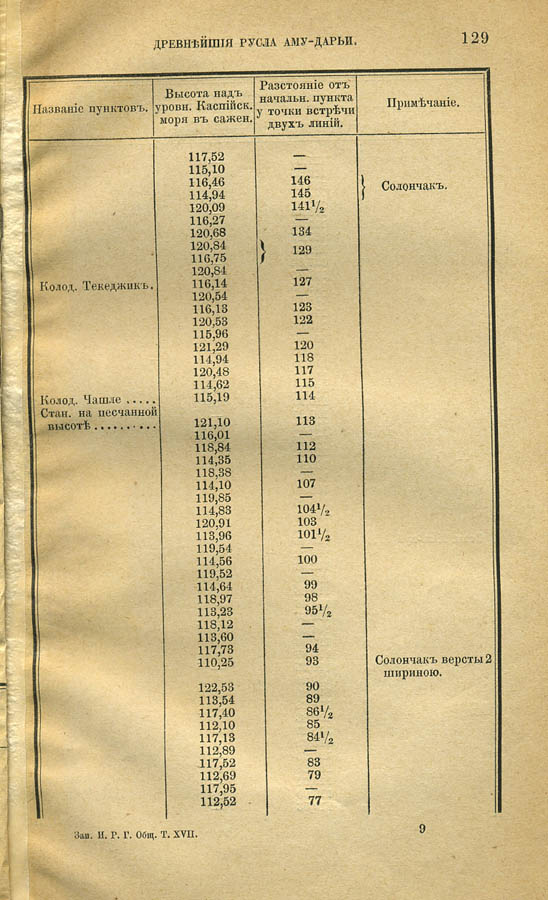 ДРЕВНѢЙШІЯ РУСЛА АМУ-ДАРЬИ. 129
Названіе пунктовъ.
Высота надъ
уровн. Каспійск.
моря въ сажен.
Разстояніе отъ
начальн. пункта
у точки встрѣчи
двухъ линій.
Примѣчаніе.
117,52 —
115,10 —
116,46 146
114,94 145 } Солончакъ.
120,09 141½
116,27 —
120,68 134
120,84
116,75 } 129
120,84
Колод. Текеджикъ. 116,14 127
120,54 —
116,13 123
120,53 122
115,96 —
121,29 120
114,94 118
120,48 117
114,62 115
Колод. Чашле ..... 115,19 114
Стан. на песчанной
высотѣ .......... 121,10 113
116,01 —
118,84 112
114,35 110
118,38 —
114,10 107
119,85 —
114,83 104½
120,91 103
113,96 101½
119,54 —
114,56 100
119,52 —
114,64 99
118,97 98
113,23 95½
118,12 —
113,60 —
117,73 94
110,25 93 Солончакъ версты 2
шириною.
122,53 90
113,54 89
117,40 86½
112,10 85
117,13 84½
112,89 —
117,52 83
112,69 79
117,95 —
112,52 77
Зап. И. Р. Г. Общ. Т. XVII. 9